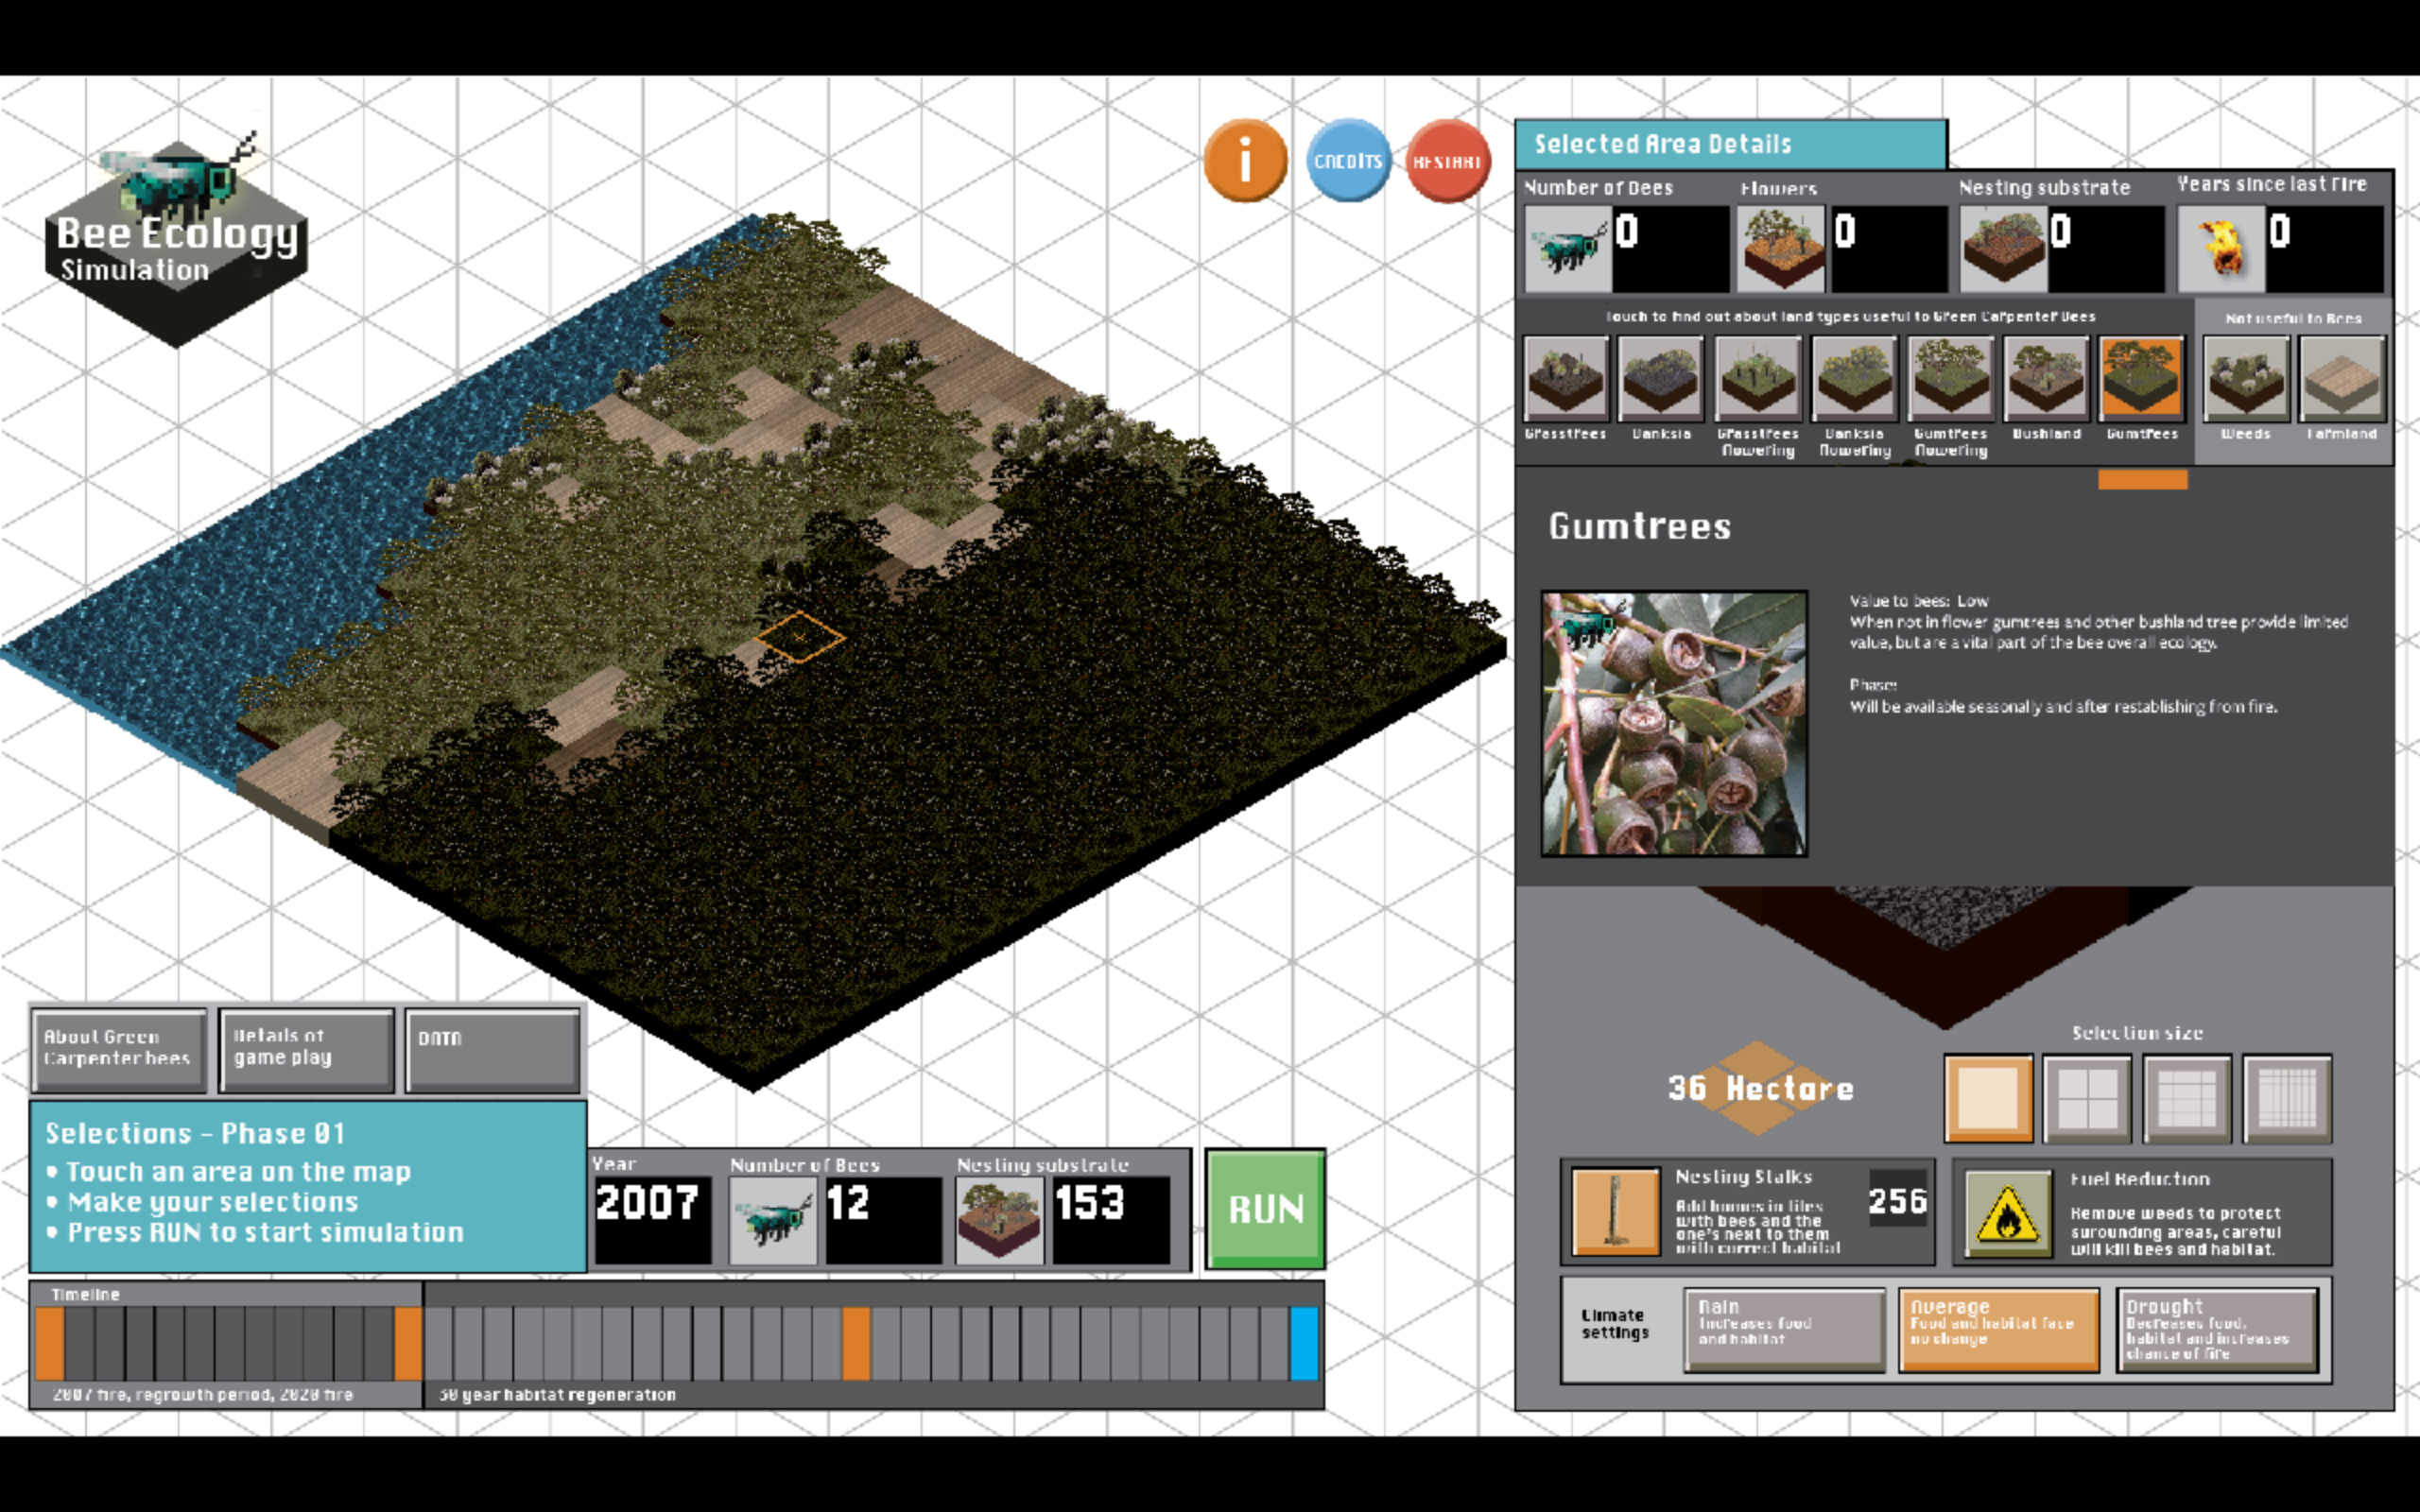 Bee Ecology
Simulation
i
CREDITS
RESTART
Selected Area Details
Number of Bees
Flowers
Nesting substrate
Years since last Fire
0
0
0
0
Touch to find out about land types useful to Green Carpenter Bees
Not useful to Bees
Grasstrees
Banksia
Grasstrees flowering
Banksia flowering
Gumtrees flowering
Bushland
Gumtrees
Weeds
Farmland
Gumtrees
Value to bees: Low
When not in flower gumtrees and other bushland tree provide limited
value, but are a vital part of the bee overall ecology.
Phase:
Will be available seasonally and after restablishing from fire.
Selection size
36 Hectare
Nesting Stalks
Add homes in tiles
with bees and the
one's next to them
with correct habitat
256
Fuel Reduction
Remove weeds to protect
surounding areas, careful
will kill bees and habitat.
Climate
settings
Rain
Increases food
and habitat
Average
Food and habitat face
no change
Drought
Decreases food,
habitat and increases
chance of fire
About Green
Carpenter bees
Details of
game play
DATA
Selections - Phase 01
• Touch an area on the map
• Make your selections
• Press RUN to start simulation
Year
2007
Number of Bees
12
Nesting substrate
153
RUN
Timeline
2007 fire, regrowth period, 2020 fire
30 year habitat regeneration